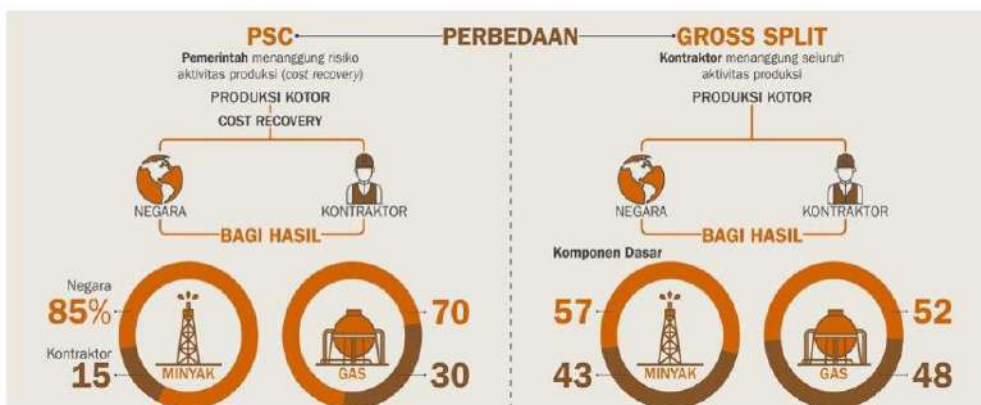 PSC PERBEDAAN GROSS SPLIT
Pemerintah menanggung risiko
aktivitas produksi (cost recovery)
PRODUKSI KOTOR
COST RECOVERY
NEGARA KONTRAKTOR
BAGI HASIL
Negara
85%
Kontraktor
15
MINYAK
70
30
GAS
Kontraktor menanggung seluruh
aktivitas produksi
PRODUKSI KOTOR
NEGARA KONTRAKTOR
BAGI HASIL
Komponen Dasar
57
43
MINYAK
52
48
GAS